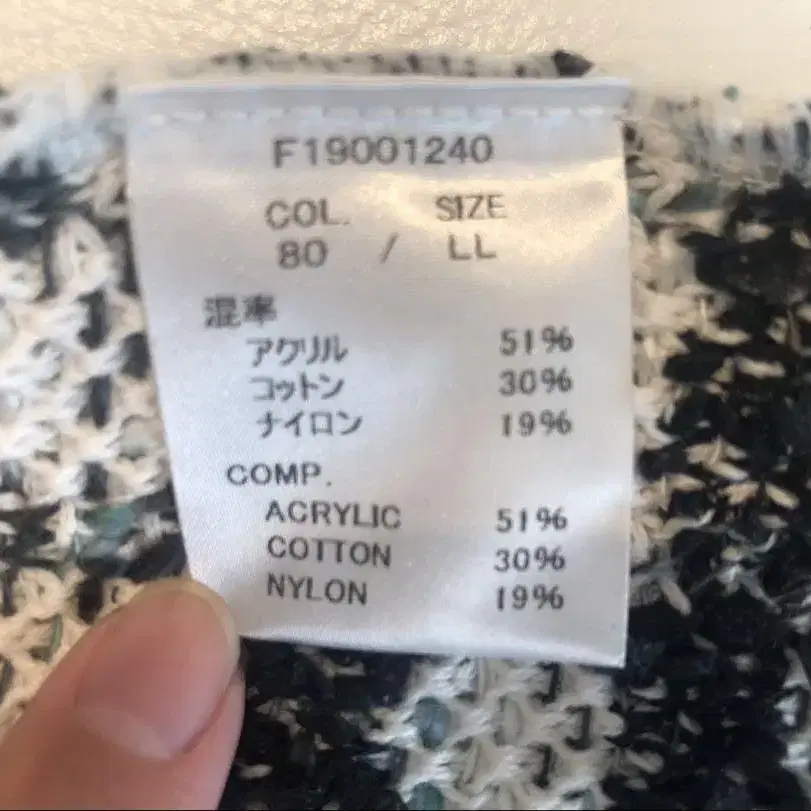 F19001240
COL. SIZE
80 / LL
混率
アクリル 51%
コットン 30%
ナイロン 19%
COMP.
ACRYLIC 51%
COTTON 30%
NYLON 19%